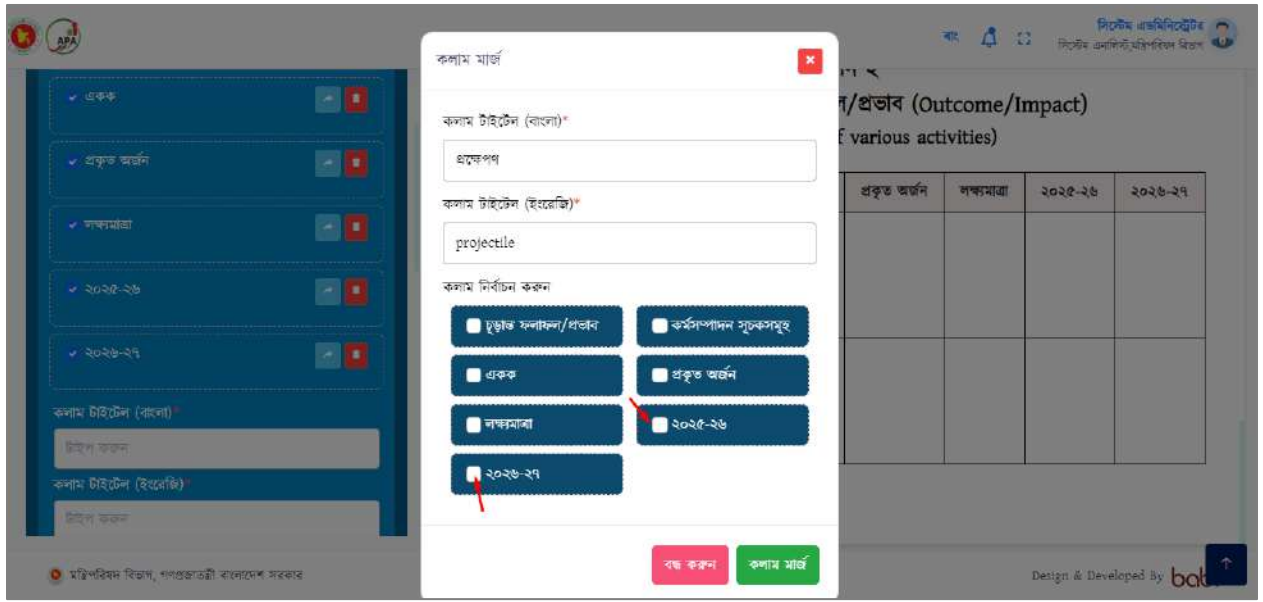 APA
বাং
সিস্টেম এডমিনিস্ট্রেটর
সিস্টেম এনালিস্ট,মন্ত্রিপরিষদ বিভাগ
একক
প্রকৃত অর্জন
লক্ষ্যমাত্রা
২০২৫-২৬
২০২৬-২৭
কলাম টাইটেল (বাংলা)*
টাইপ করুন
কলাম টাইটেল (ইংরেজি)*
টাইপ করুন
কলাম মার্জ
কলাম টাইটেল (বাংলা)*
প্রক্ষেপণ
কলাম টাইটেল (ইংরেজি)*
projectile
কলাম নির্বাচন করুন
চূড়ান্ত ফলাফল/প্রভাব
কর্মসম্পাদন সূচকসমূহ
একক
প্রকৃত অর্জন
লক্ষ্যমাত্রা
২০২৫-২৬
২০২৬-২৭
বন্ধ করুন
কলাম মার্জ
/প্রভাব (Outcome/Impact)
various activities)
প্রকৃত অর্জন
লক্ষ্যমাত্রা
২০২৫-২৬
২০২৬-২৭
মন্ত্রিপরিষদ বিভাগ, গণপ্রজাতন্ত্রী বাংলাদেশ সরকার
Design & Developed By